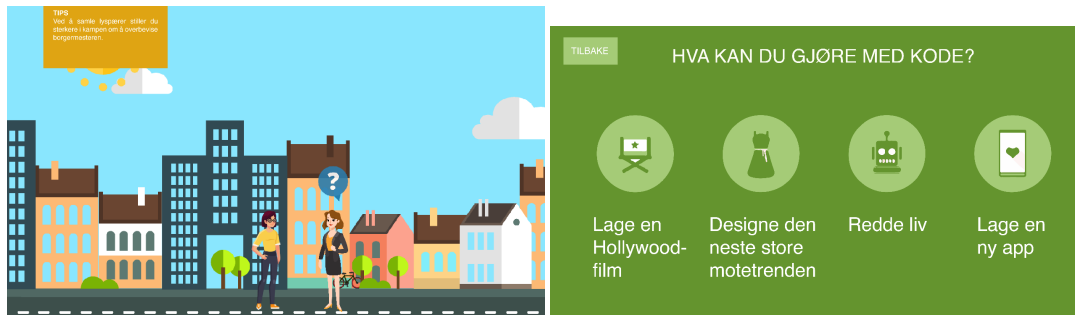 TIPS
Ved å samle lyspærer stiller du
sterkere i kampen om å overbevise
borgermesteren.
?
TILBAKE
HVA KAN DU GJØRE MED KODE?
Lage en
Hollywood-
film
Designe den
neste store
motetrenden
Redde liv
Lage en
ny app